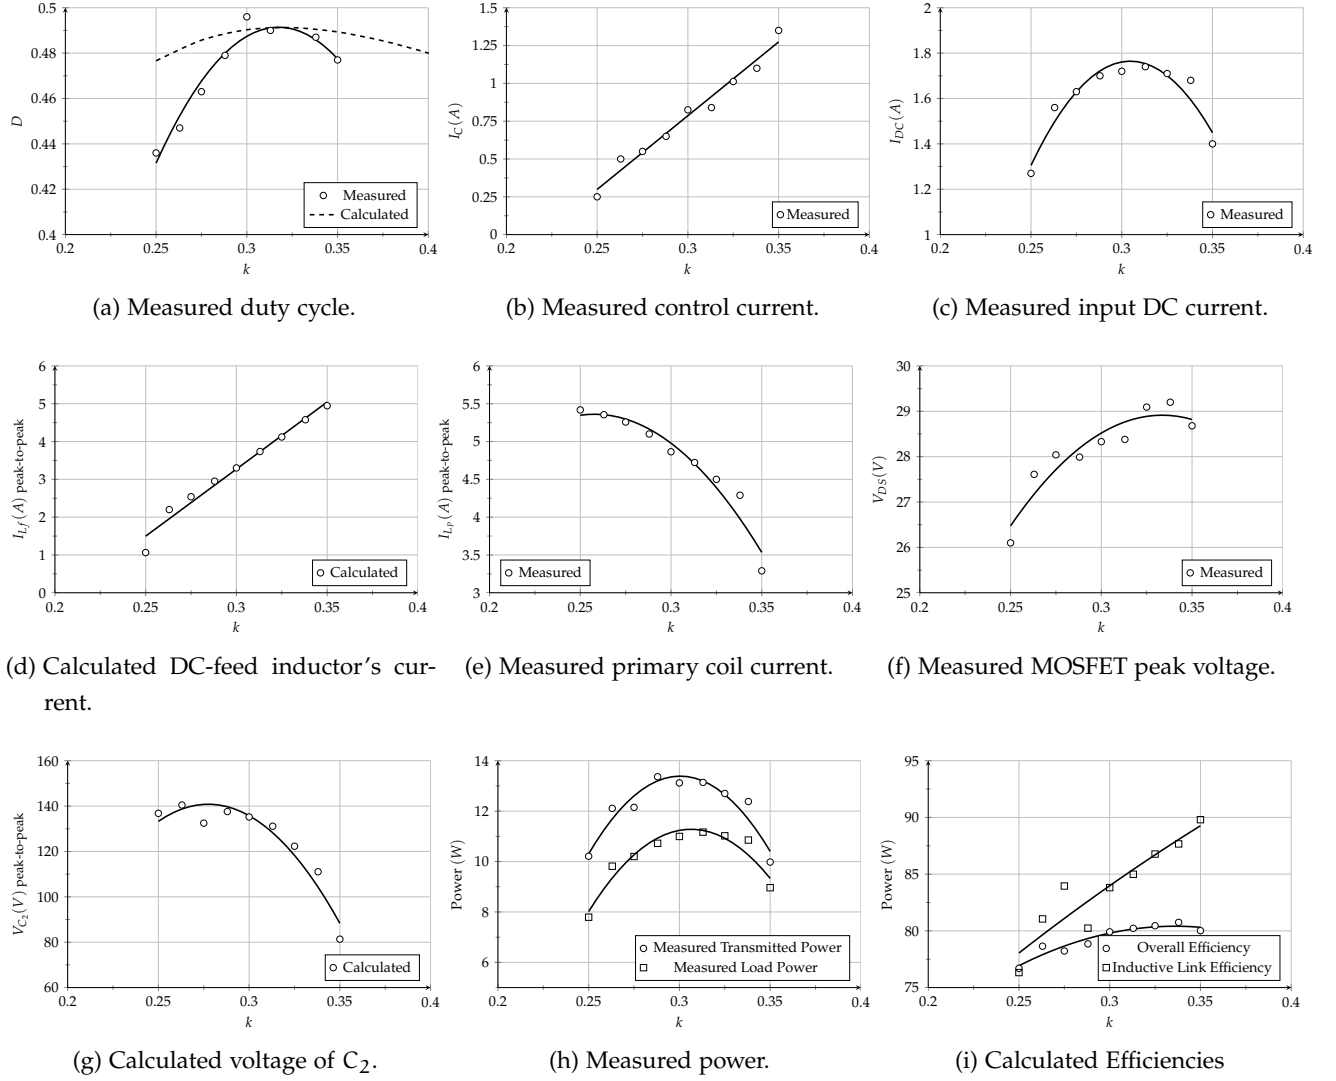 0.5
0.48
0.46
0.44
0.42
0.4
D
0.2
0.25
0.3
0.35
0.4
k
Measured
Calculated
(a) Measured duty cycle.
1.5
1.25
1
0.75
0.5
0.25
0
I_C(A)
0.2
0.25
0.3
0.35
0.4
k
Measured
(b) Measured control current.
2
1.8
1.6
1.4
1.2
1
I_DC(A)
0.2
0.25
0.3
0.35
0.4
k
Measured
(c) Measured input DC current.
6
5
4
3
2
1
0
I_Lf(A) peak-to-peak
0.2
0.25
0.3
0.35
0.4
k
Calculated
(d) Calculated DC-feed inductor's cur-
rent.
6
5.5
5
4.5
4
3.5
3
I_LP(A) peak-to-peak
0.2
0.25
0.3
0.35
0.4
k
Measured
(e) Measured primary coil current.
30
29
28
27
26
25
V_DS(V)
0.2
0.25
0.3
0.35
0.4
k
Measured
(f) Measured MOSFET peak voltage.
160
140
120
100
80
60
V_C2(V) peak-to-peak
0.2
0.25
0.3
0.35
0.4
k
Calculated
(g) Calculated voltage of C₂.
14
12
10
8
6
Power (W)
0.2
0.25
0.3
0.35
0.4
k
Measured Transmitted Power
Measured Load Power
(h) Measured power.
95
90
85
80
75
Power (W)
0.2
0.25
0.3
0.35
0.4
k
Overall Efficiency
Inductive Link Efficiency
(i) Calculated Efficiencies